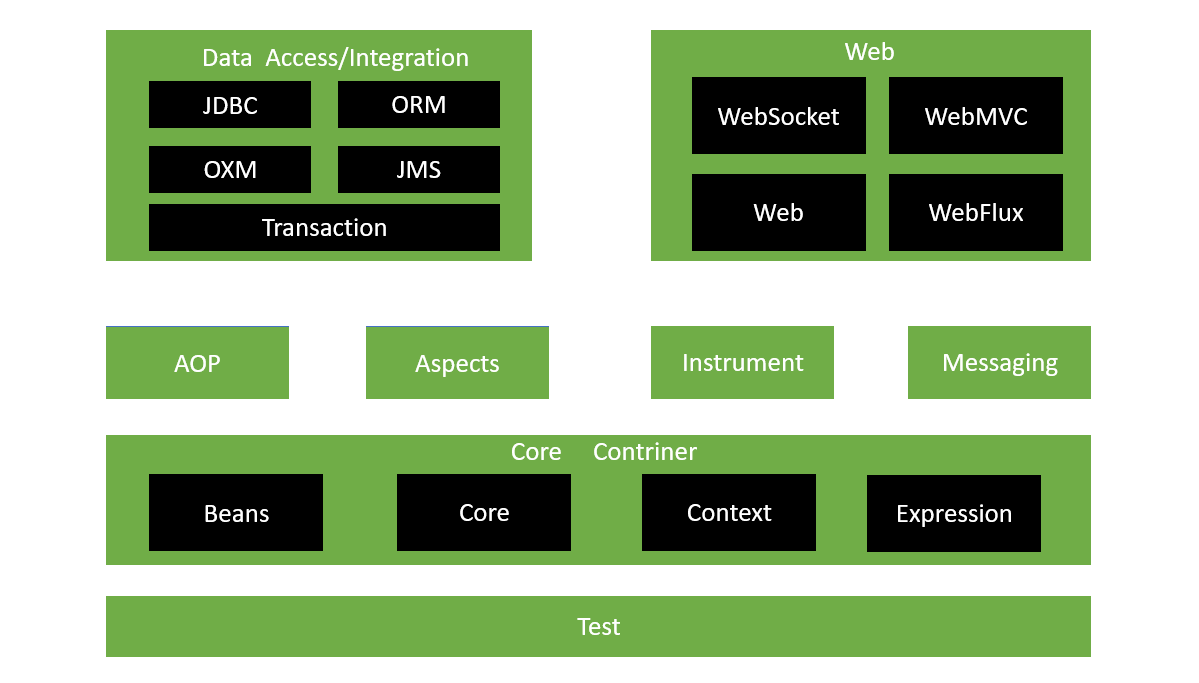 Data Access/Integration
JDBC
ORM
OXM
JMS
Transaction
Web
WebSocket
WebMVC
Web
WebFlux
AOP
Aspects
Instrument
Messaging
Core Contriner
Beans
Core
Context
Expression
Test